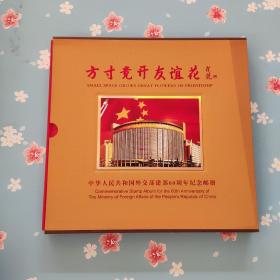 方寸竞开友谊花
SMALL SPACE GROWS GREAT FLOWERS OF FRIENDSHIP
中华人民共和国外交部建部60周年纪念邮册
Commemorative Stamp Album for the 60th Anniversary of
The Ministry of Foreign Affairs of the People's Republic of China